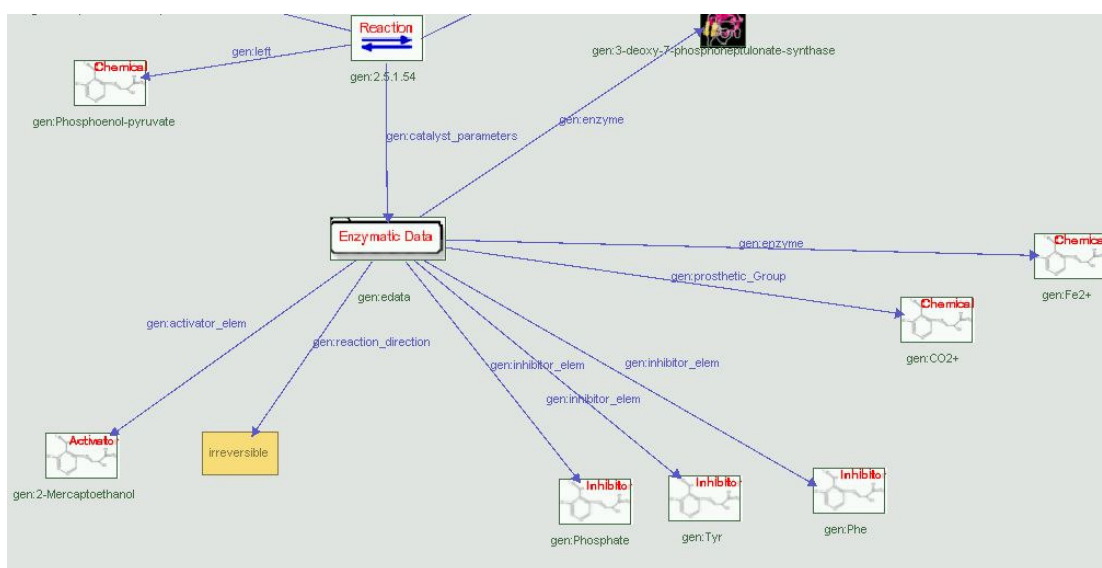 Reaction
gen:left
gen:3-deoxy-7-phosphoheptulonate-synthase
Chemical
gen:2.5.1.54
gen:Phosphoenol-pyruvate
gen:enzyme
gen:catalyst_parameters
Enzymatic Data
gen:enzyme
Chemica
gen:prosthetic_Group
gen:edata
gen:Fe2+
Chemical
gen:activator_elem
gen:reaction_direction
gen:CO2+
gen:inhibitor_elem
gen:inhibitor_elem
gen:inhibitor_elem
Activato
irreversible
gen:2-Mercaptoethanol
Inhibito
Inhibito
Inhibito
gen:Phosphate
gen:Tyr
gen:Phe